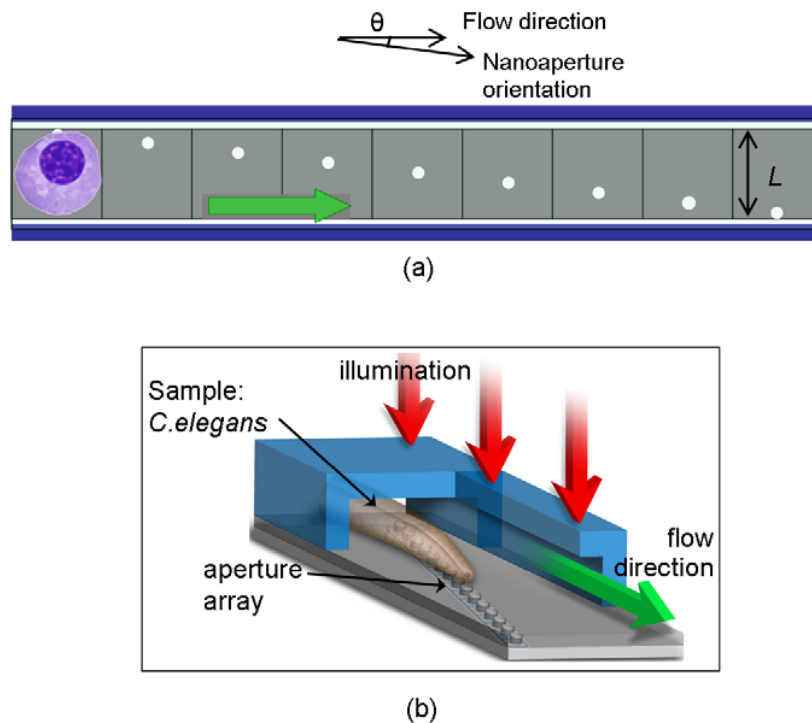 θ
Flow direction
Nanoaperture
orientation
L
(a)
illumination
Sample:
C.elegans
flow
direction
aperture
array
(b)